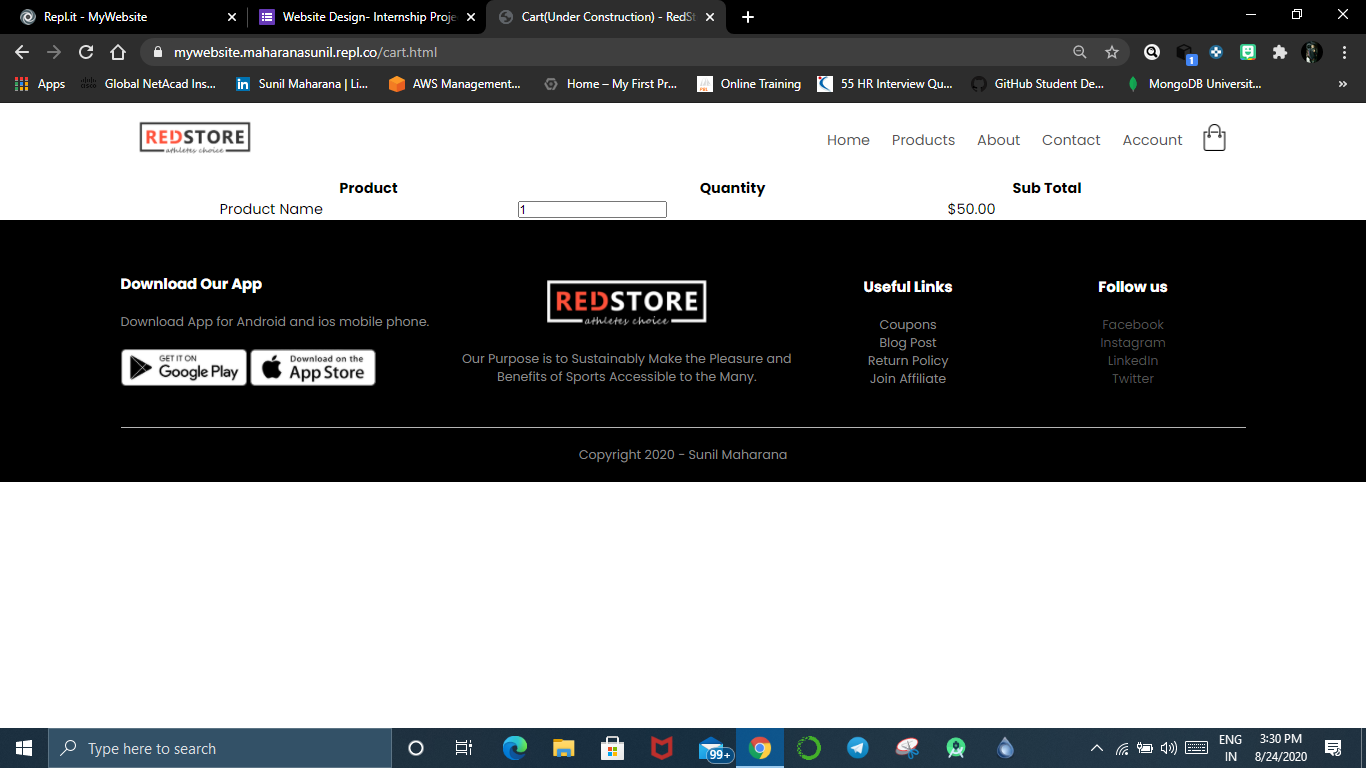 Repl.it - MyWebsite
Website Design- Internship Proje
Cart(Under Construction) - RedSt
mywebsite.maharanasunil.repl.co/cart.html
1
Apps
Global NetAcad Ins...
Sunil Maharana | Li...
AWS Management...
Home – My First Pr...
Online Training
55 HR Interview Qu...
GitHub Student De...
MongoDB Universit...
»
REDSTORE
athletes choice
Home Products About Contact Account
Product Quantity Sub Total
Product Name 1 $50.00
Download Our App
Download App for Android and ios mobile phone.
GET IT ON
Google Play
Download on the
App Store
REDSTORE
athletes choice
Our Purpose is to Sustainably Make the Pleasure and
Benefits of Sports Accessible to the Many.
Useful Links
Coupons
Blog Post
Return Policy
Join Affiliate
Follow us
Facebook
Instagram
LinkedIn
Twitter
Copyright 2020 - Sunil Maharana
Type here to search
99+
ENG
IN
3:30 PM
8/24/2020